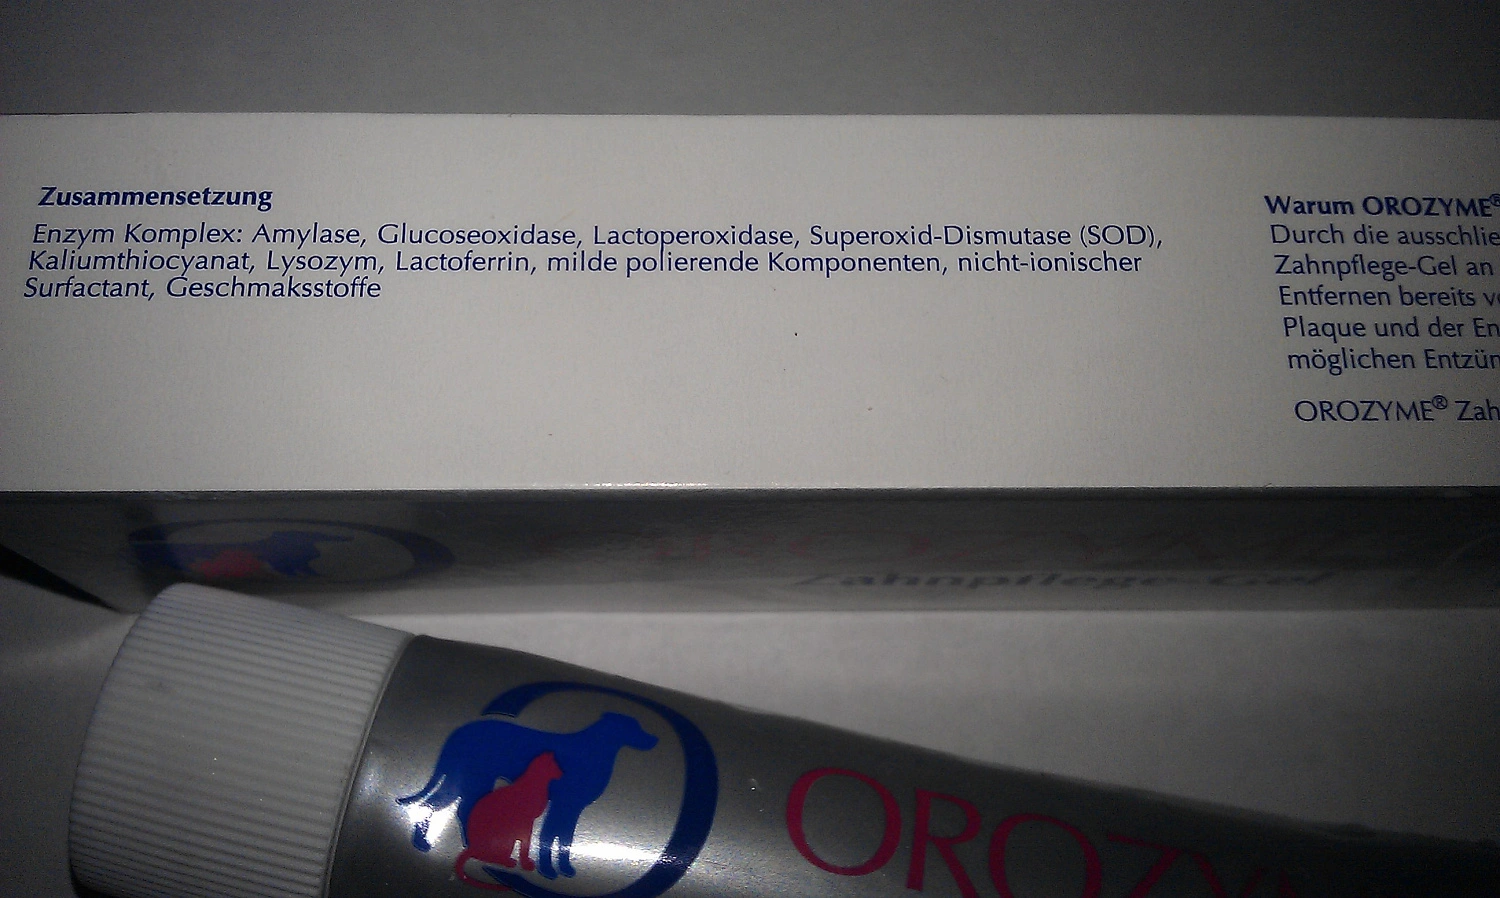 Zusammensetzung
Enzym Komplex: Amylase, Glucoseoxidase, Lactoperoxidase, Superoxid-Dismutase (SOD),
Kaliumthiocyanat, Lysozym, Lactoferrin, milde polierende Komponenten, nicht-ionischer
Surfactant, Geschmaksstoffe
Warum OROZYME®
Durch die ausschlie
Zahnpflege-Gel an
Entfernen bereits v
Plaque und der En
möglichen Entzün
OROZYME® Zah
Zahnpflege-Gel
OROZYM